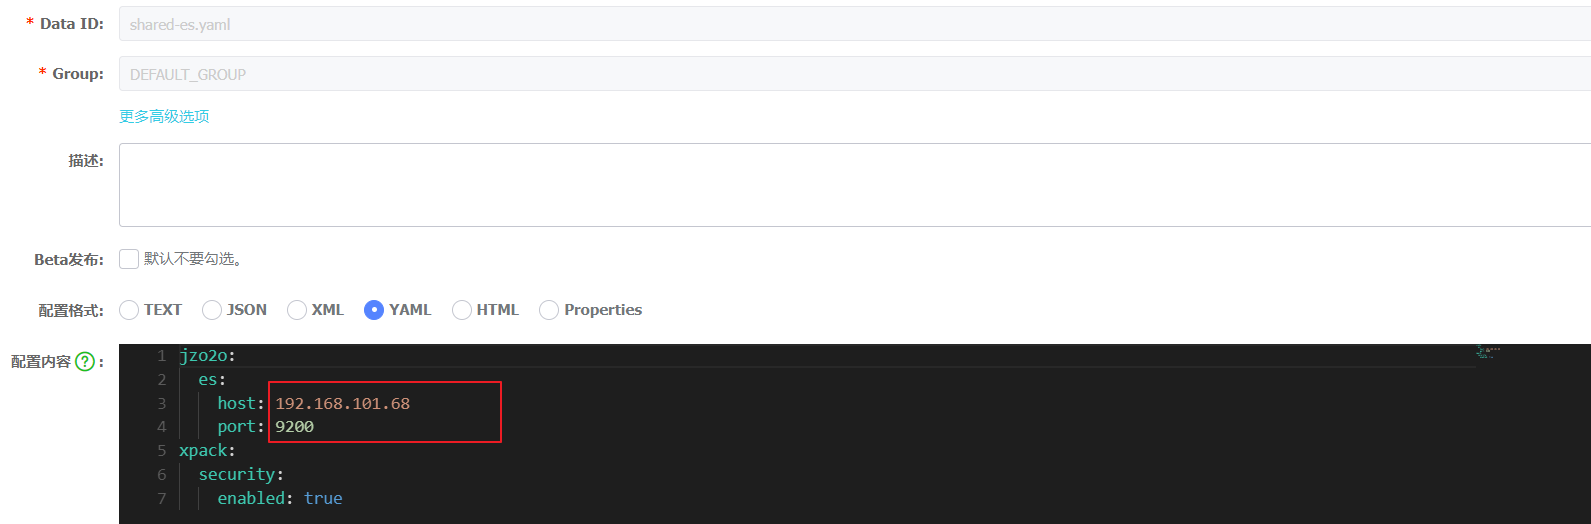 * Data ID: shared-es.yaml
* Group: DEFAULT_GROUP
更多高级选项
描述:
Beta发布: 默认不要勾选。
配置格式: TEXT JSON XML YAML HTML Properties
配置内容 ? :
1 jzo2o:
2 es:
3 host: 192.168.101.68
4 port: 9200
5 xpack:
6 security:
7 enabled: true